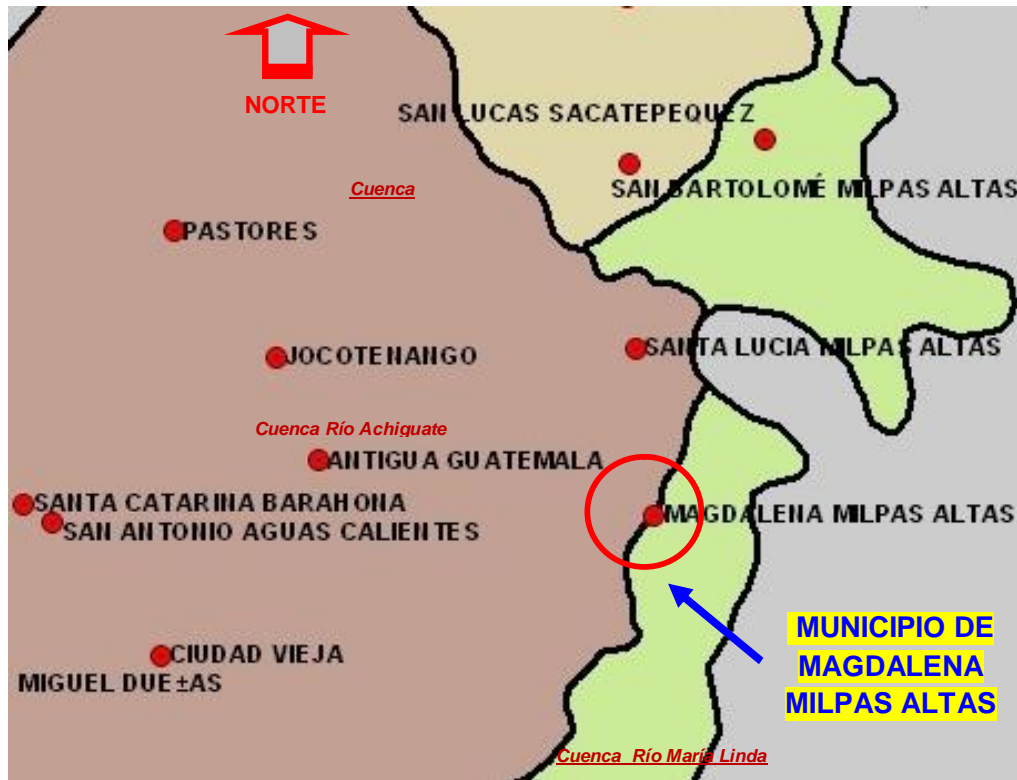 NORTE
SAN LUCAS SACATEPEQUEZ
Cuenca
SAN BARTOLOMÉ MILPAS ALTAS
PASTORES
SANTA LUCIA MILPAS ALTAS
JOCOTENANGO
Cuenca Río Achiguate
ANTIGUA GUATEMALA
SANTA CATARINA BARAHONA
MAGDALENA MILPAS ALTAS
SAN ANTONIO AGUAS CALIENTES
MUNICIPIO DE
MAGDALENA
MILPAS ALTAS
CIUDAD VIEJA
MIGUEL DUE±AS
Cuenca Río María Linda